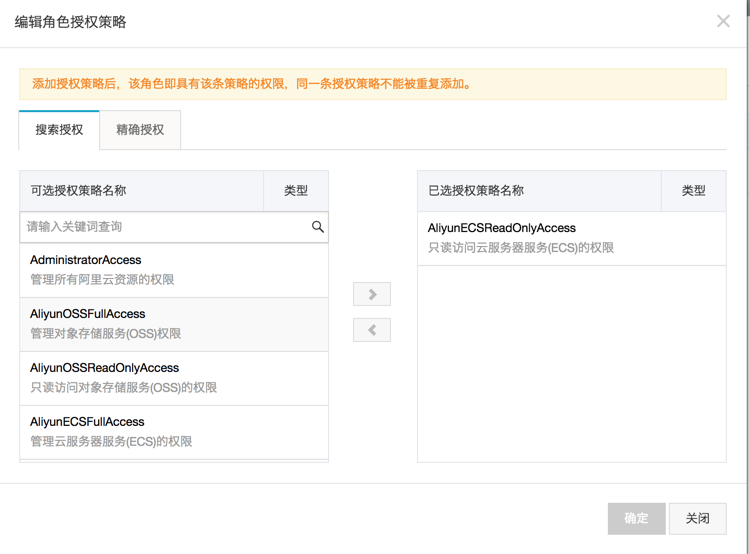 编辑角色授权策略
添加授权策略后，该角色即具有该条策略的权限，同一条授权策略不能被重复添加。
搜索授权
精确授权
可选授权策略名称
类型
请输入关键词查询
AdministratorAccess
管理所有阿里云资源的权限
AliyunOSSFullAccess
管理对象存储服务(OSS)权限
AliyunOSSReadOnlyAccess
只读访问对象存储服务(OSS)的权限
AliyunECSFullAccess
管理云服务器服务(ECS)的权限
已选授权策略名称
类型
AliyunECSReadOnlyAccess
只读访问云服务器服务(ECS)的权限
确定
关闭